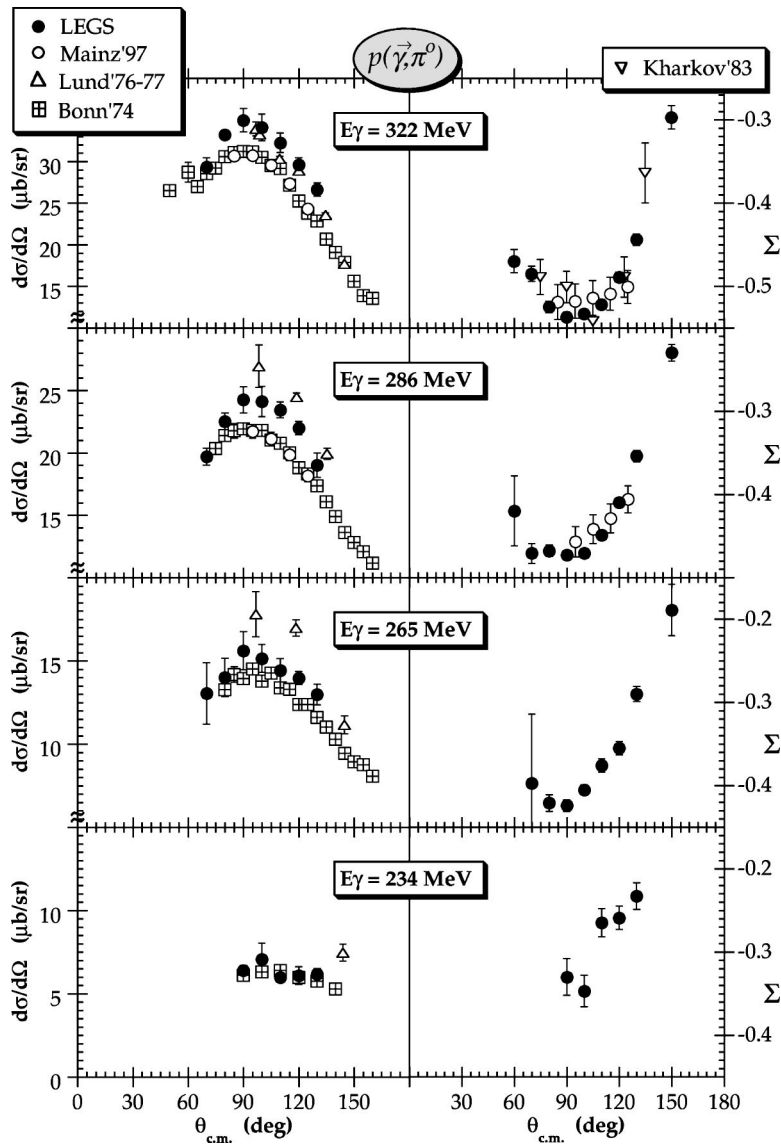 LEGS
Mainz'97
Lund'76-77
Bonn'74
p(γ⃗,πº)
Kharkov'83
Eγ = 322 MeV
dσ/dΩ (μb/sr)
30
25
20
15
-0.3
-0.4
-0.5
Σ
Eγ = 286 MeV
dσ/dΩ (μb/sr)
25
20
15
-0.3
-0.4
Σ
Eγ = 265 MeV
dσ/dΩ (μb/sr)
15
10
-0.2
-0.3
-0.4
Σ
Eγ = 234 MeV
dσ/dΩ (μb/sr)
10
5
0
-0.2
-0.3
-0.4
Σ
0 30 60 90 120 150 30 60 90 120 150 180
θc.m. (deg) θc.m. (deg)